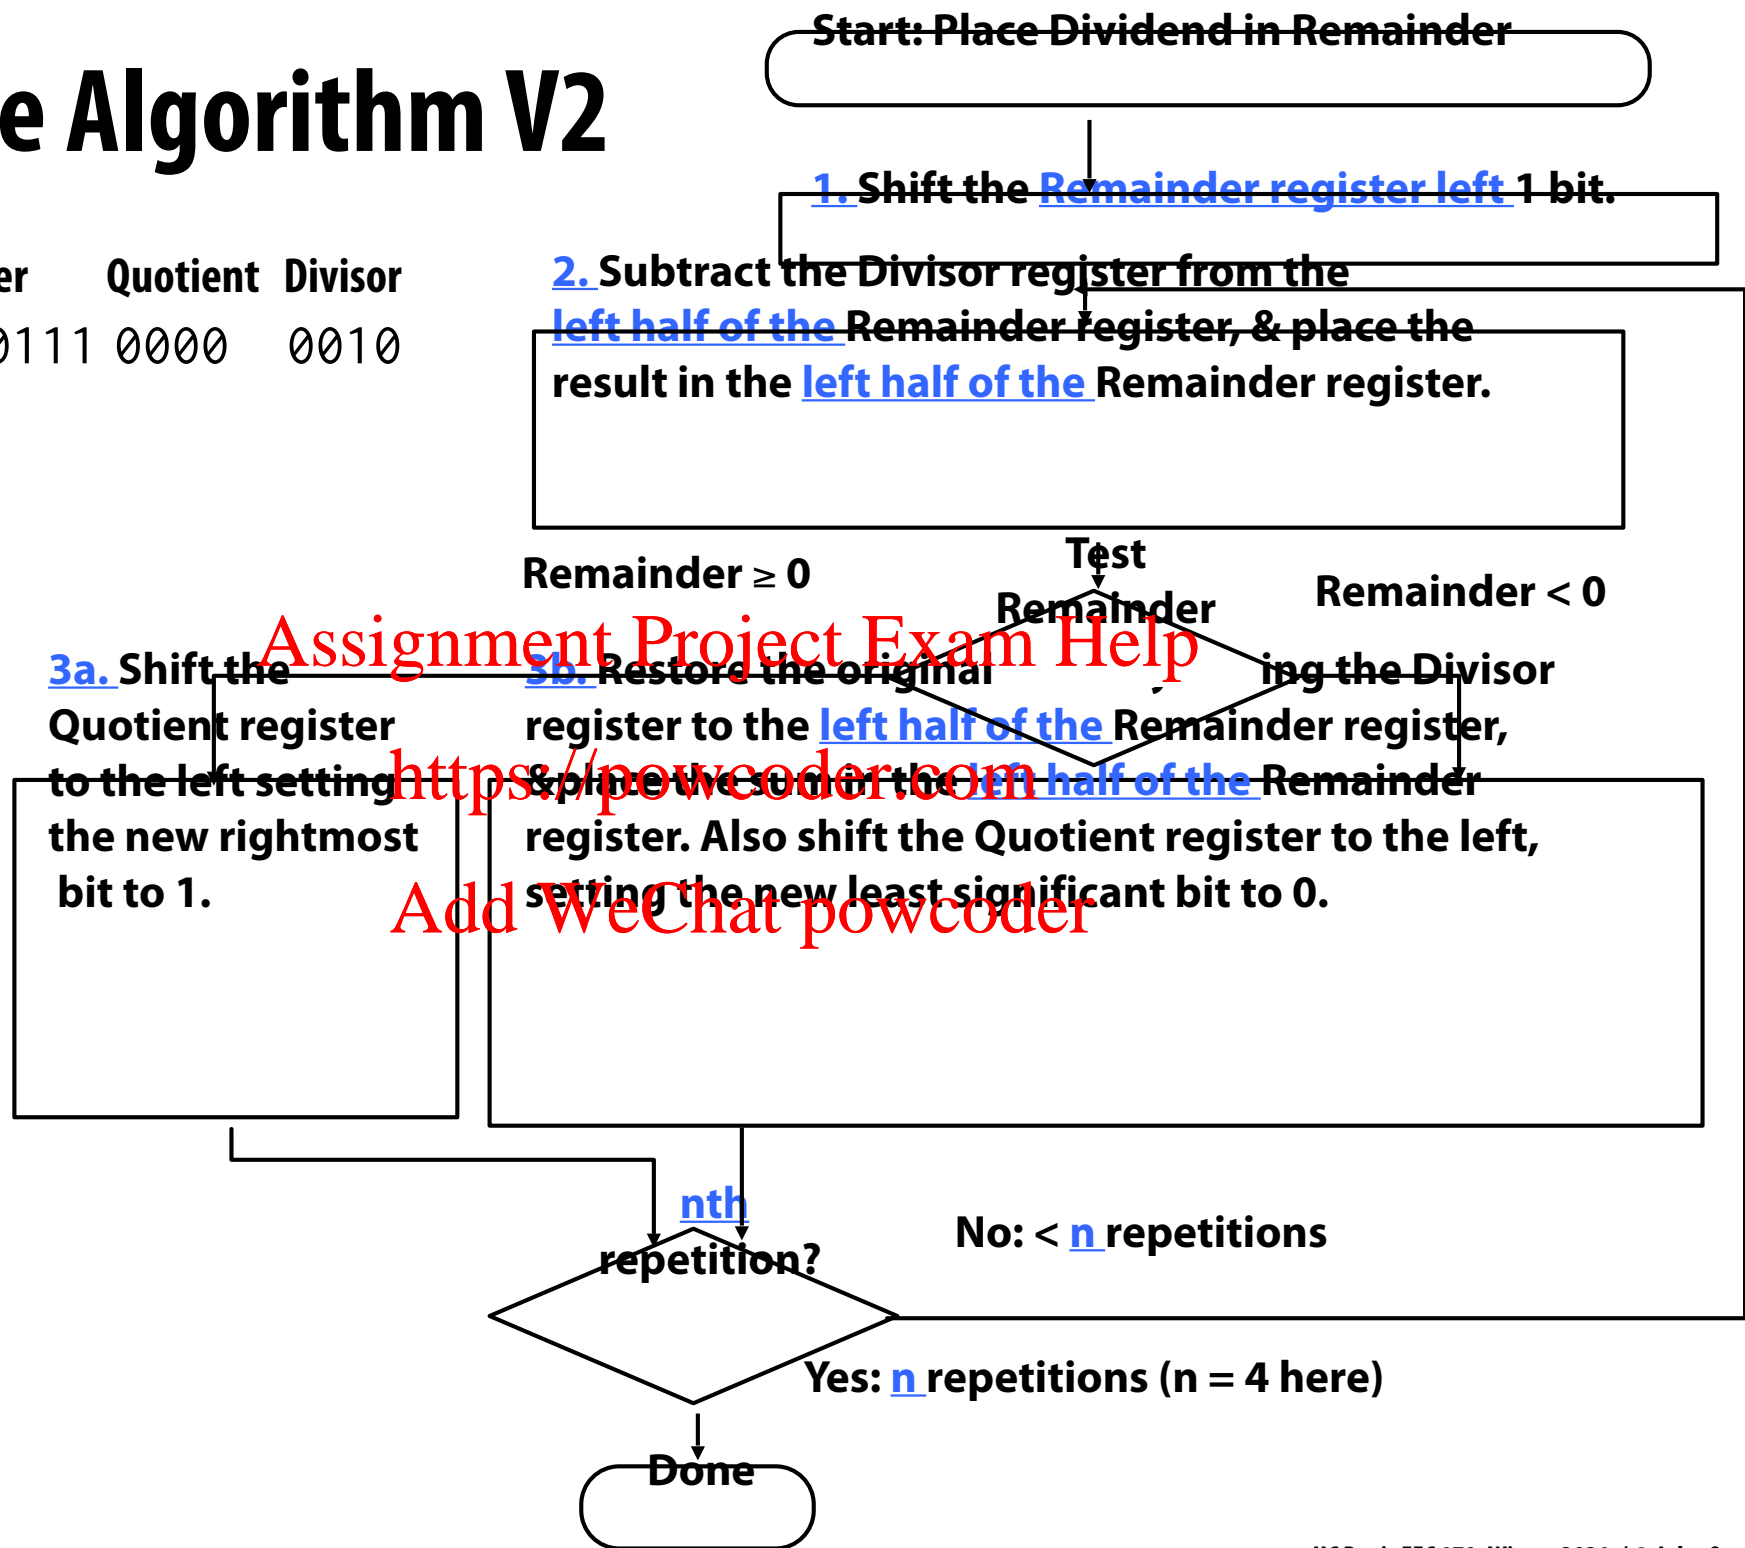 Start: Place Dividend in Remainder
e Algorithm V2
1. Shift the Remainder register left 1 bit.
er Quotient Divisor
0111 0000 0010
2. Subtract the Divisor register from the
left half of the Remainder register, & place the
result in the left half of the Remainder register.
Test
Remainder
Remainder ≥ 0
Remainder < 0
Assignment Project Exam Help
3a. Shift the
Quotient register
to the left setting
the new rightmost
bit to 1.
3b. Restore the original ing the Divisor
register to the left half of the Remainder register,
&place the sum in the left half of the Remainder
register. Also shift the Quotient register to the left,
setting the new least significant bit to 0.
https://powcoder.com
Add WeChat powcoder
nth
repetition?
No: < n repetitions
Yes: n repetitions (n = 4 here)
Done